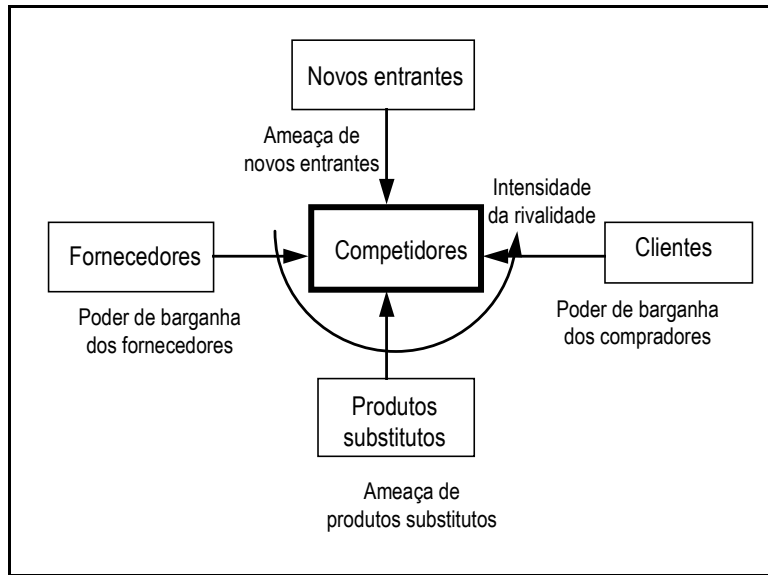 Novos entrantes
Ameaça de
novos entrantes
Intensidade
da rivalidade
Fornecedores
Competidores
Clientes
Poder de barganha
dos fornecedores
Poder de barganha
dos compradores
Produtos
substitutos
Ameaça de
produtos substitutos